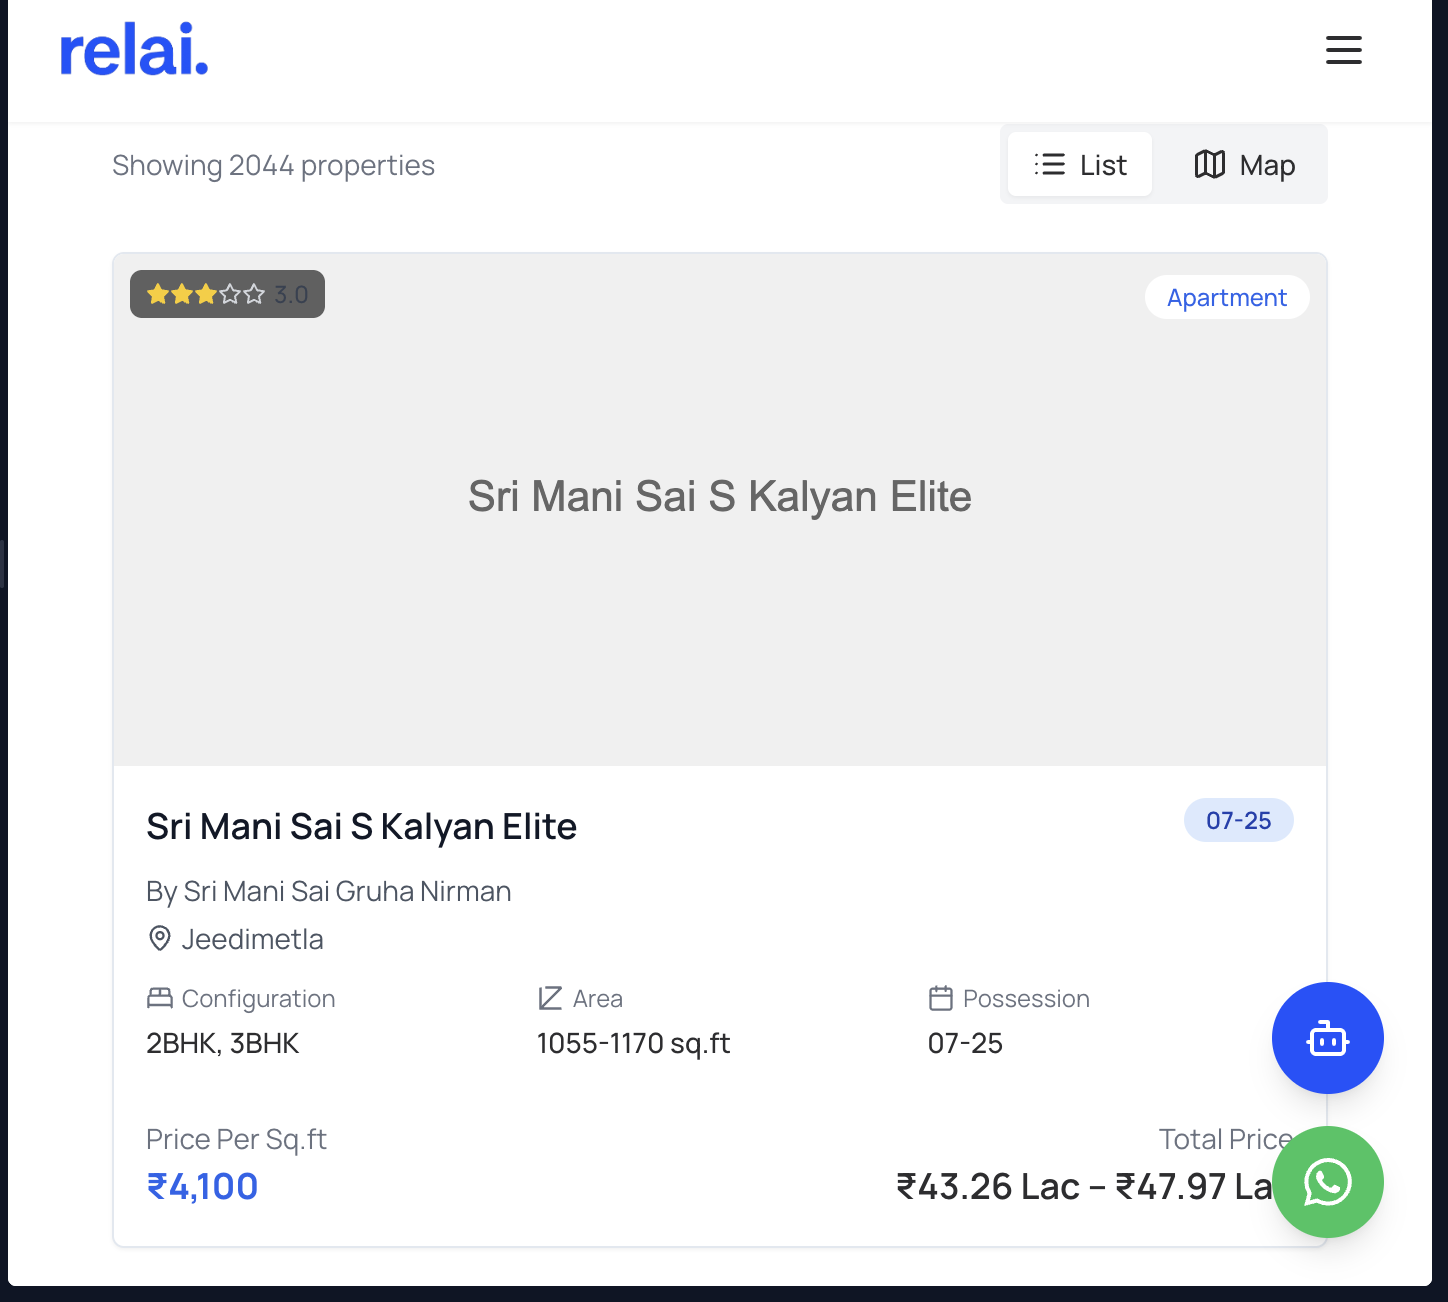 relai.
Showing 2044 properties
List
Map
3.0
Apartment
Sri Mani Sai S Kalyan Elite
Sri Mani Sai S Kalyan Elite
07-25
By Sri Mani Sai Gruha Nirman
Jeedimetla
Configuration
Area
Possession
2BHK, 3BHK
1055-1170 sq.ft
07-25
Price Per Sq.ft
Total Price
₹4,100
₹43.26 Lac – ₹47.97 La